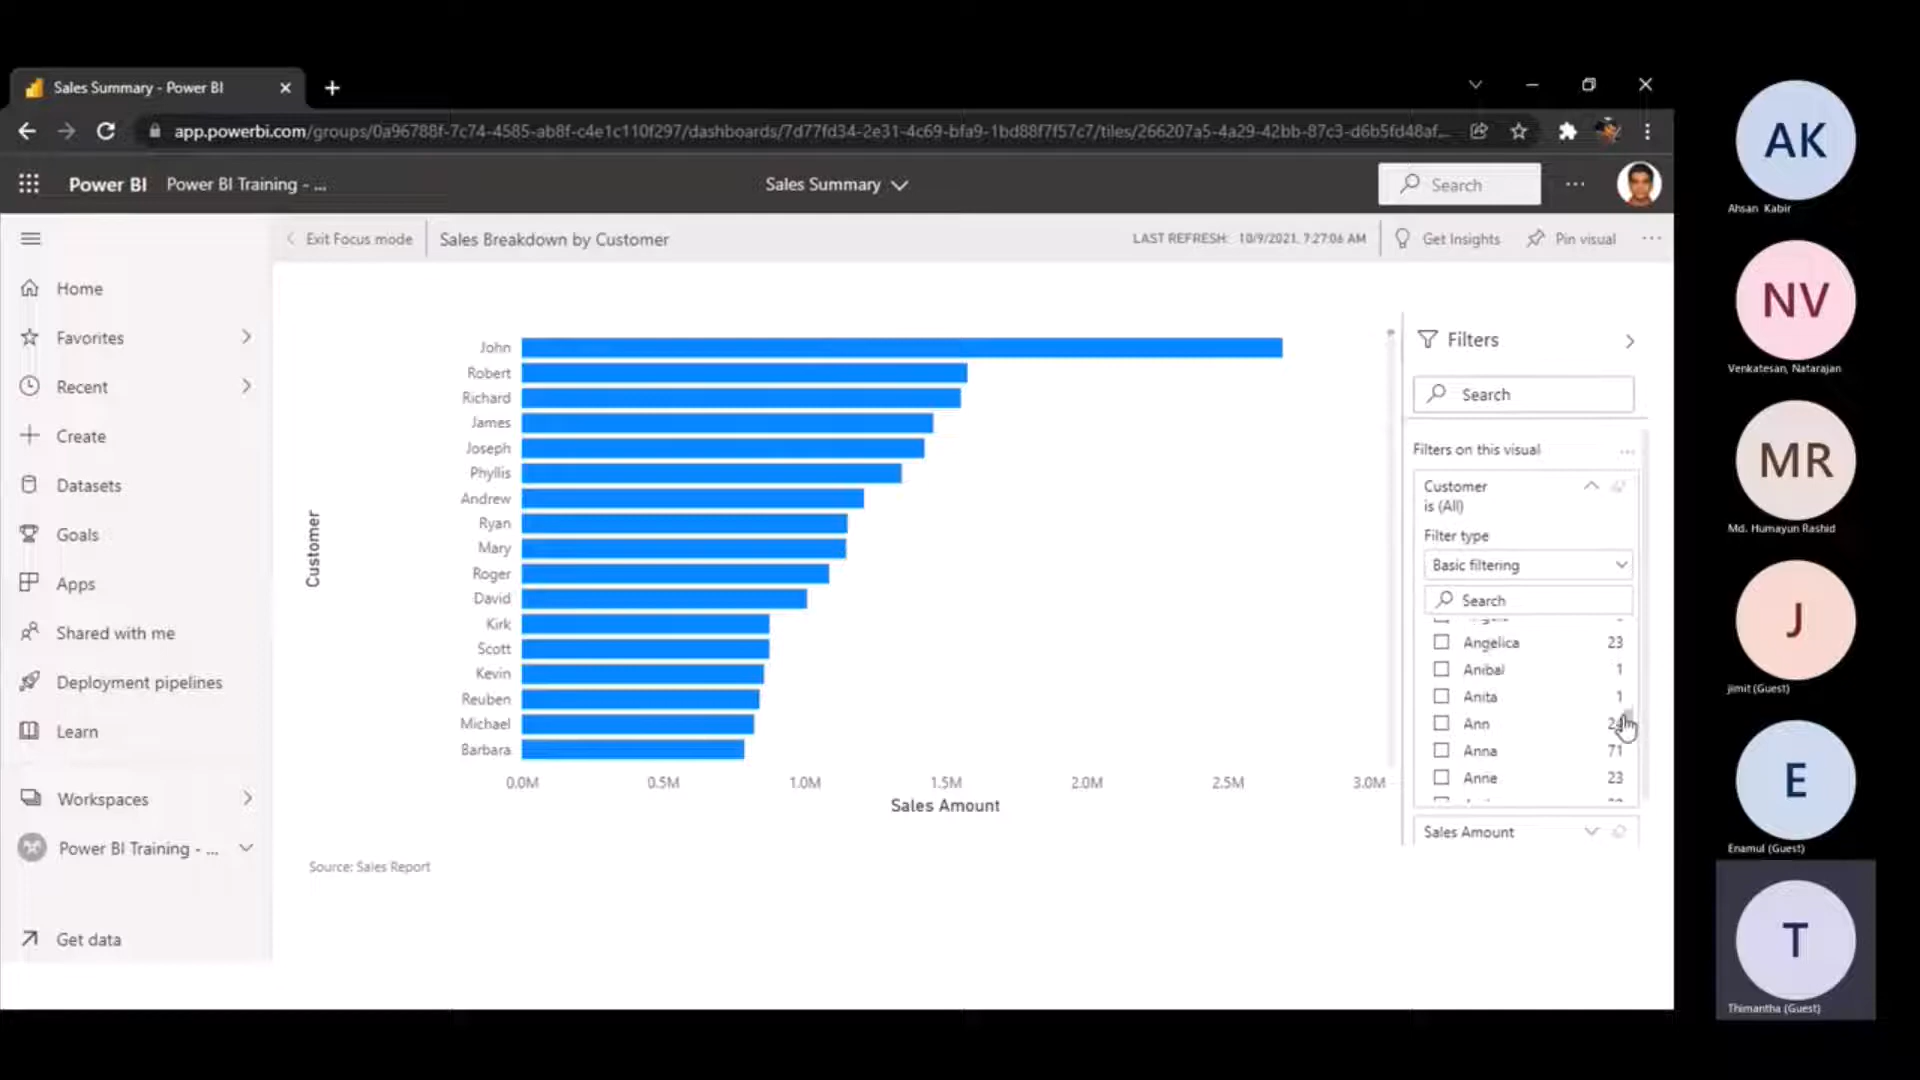 Sales Summary - Power BI
app.powerbi.com/groups/0a96788f-7c74-4585-ab8f-c4e1c110f297/dashboards/7d77fd34-2e31-4c69-bfa9-1bd88f7f57c7/tiles/266207a5-4a29-42bb-87c3-d6b5fd48af...
Power BI Power BI Training - ...
Sales Summary
Search
Exit Focus mode
Sales Breakdown by Customer
LAST REFRESH: 10/9/2021, 7:27:06 AM
Get Insights
Pin visual
Home
Favorites
Recent
Create
Datasets
Goals
Apps
Shared with me
Deployment pipelines
Learn
Workspaces
Power BI Training - ...
Get data
Customer
John
Robert
Richard
James
Joseph
Phyllis
Andrew
Ryan
Mary
Roger
David
Kirk
Scott
Kevin
Reuben
Michael
Barbara
0.0M 0.5M 1.0M 1.5M 2.0M 2.5M 3.0M
Sales Amount
Source: Sales Report
Filters
Search
Filters on this visual
Customer
is (All)
Filter type
Basic filtering
Search
Angelica 23
Anibal 1
Anita 1
Ann
Anna 71
Anne 23
Sales Amount
AK
Ahsan Kabir
NV
Venkatesan, Natarajan
MR
Md. Humayun Rashid
J
jimit (Guest)
E
Enamul (Guest)
T
Thimantha (Guest)